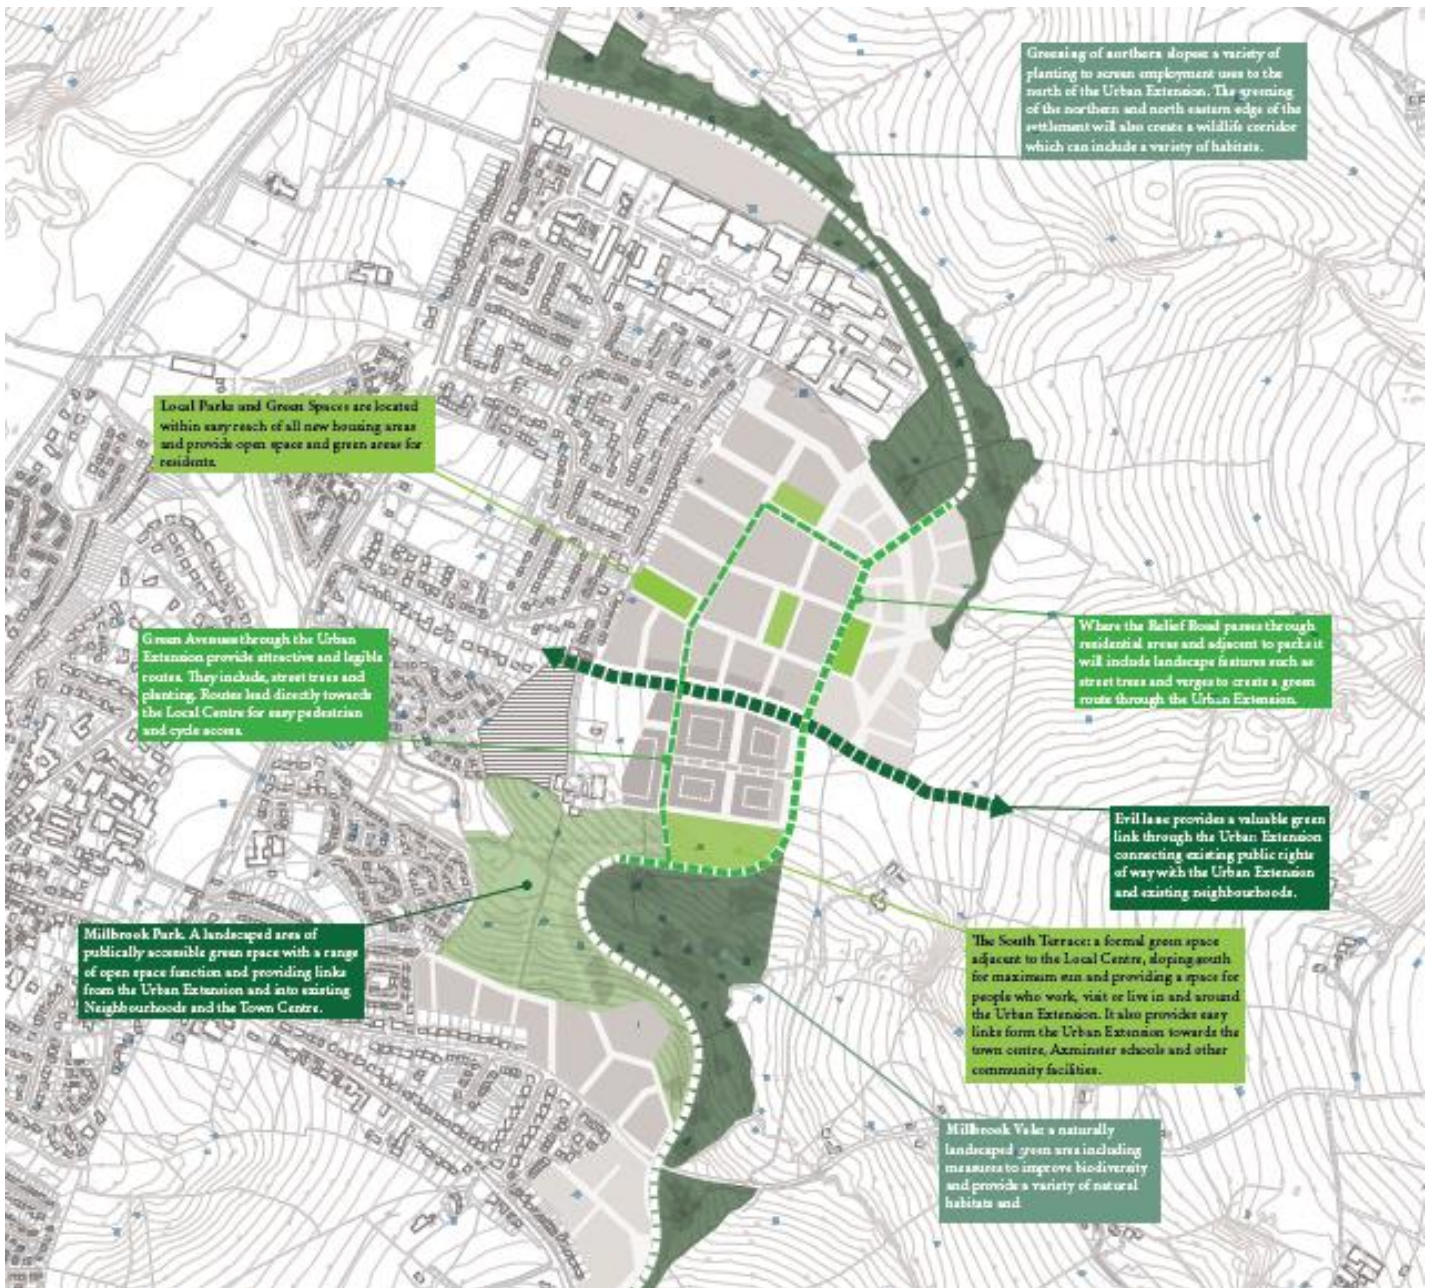 Greening of northern slopes: a variety of
planting to screen employment uses to the
north of the Urban Extension. The greening
of the northern and north eastern edge of the
settlement will also create a wildlife corridor
which can include a variety of habitats.
Local Parks and Green Spaces are located
within easy reach of all new housing areas
and provide open space and green areas for
residents.
Green Avenues through the Urban
Extension provide attractive and legible
routes. They include, street trees and
planting. Routes lead directly towards
the Local Centre for easy pedestrian
and cycle access.
Where the Relief Road passes through
residential areas and adjacent to parks it
will include landscape features such as
street trees and verges to create a green
route through the Urban Extension.
Evil lane provides a valuable green
link through the Urban Extension
connecting existing public rights
of way with the Urban Extension
and existing neighbourhoods.
Millbrook Park. A landscaped area of
publically accessible green space with a range
of open space function and providing links
from the Urban Extension and into existing
Neighbourhoods and the Town Centre.
The South Terrace: a formal green space
adjacent to the Local Centre, sloping south
for maximum sun and providing a space for
people who work, visit or live in and around
the Urban Extension. It also provides easy
links form the Urban Extension towards the
town centre, Axminster schools and other
community facilities.
Millbrook Vale: a naturally
landscaped green area including
measures to improve biodiversity
and provide a variety of natural
habitats and